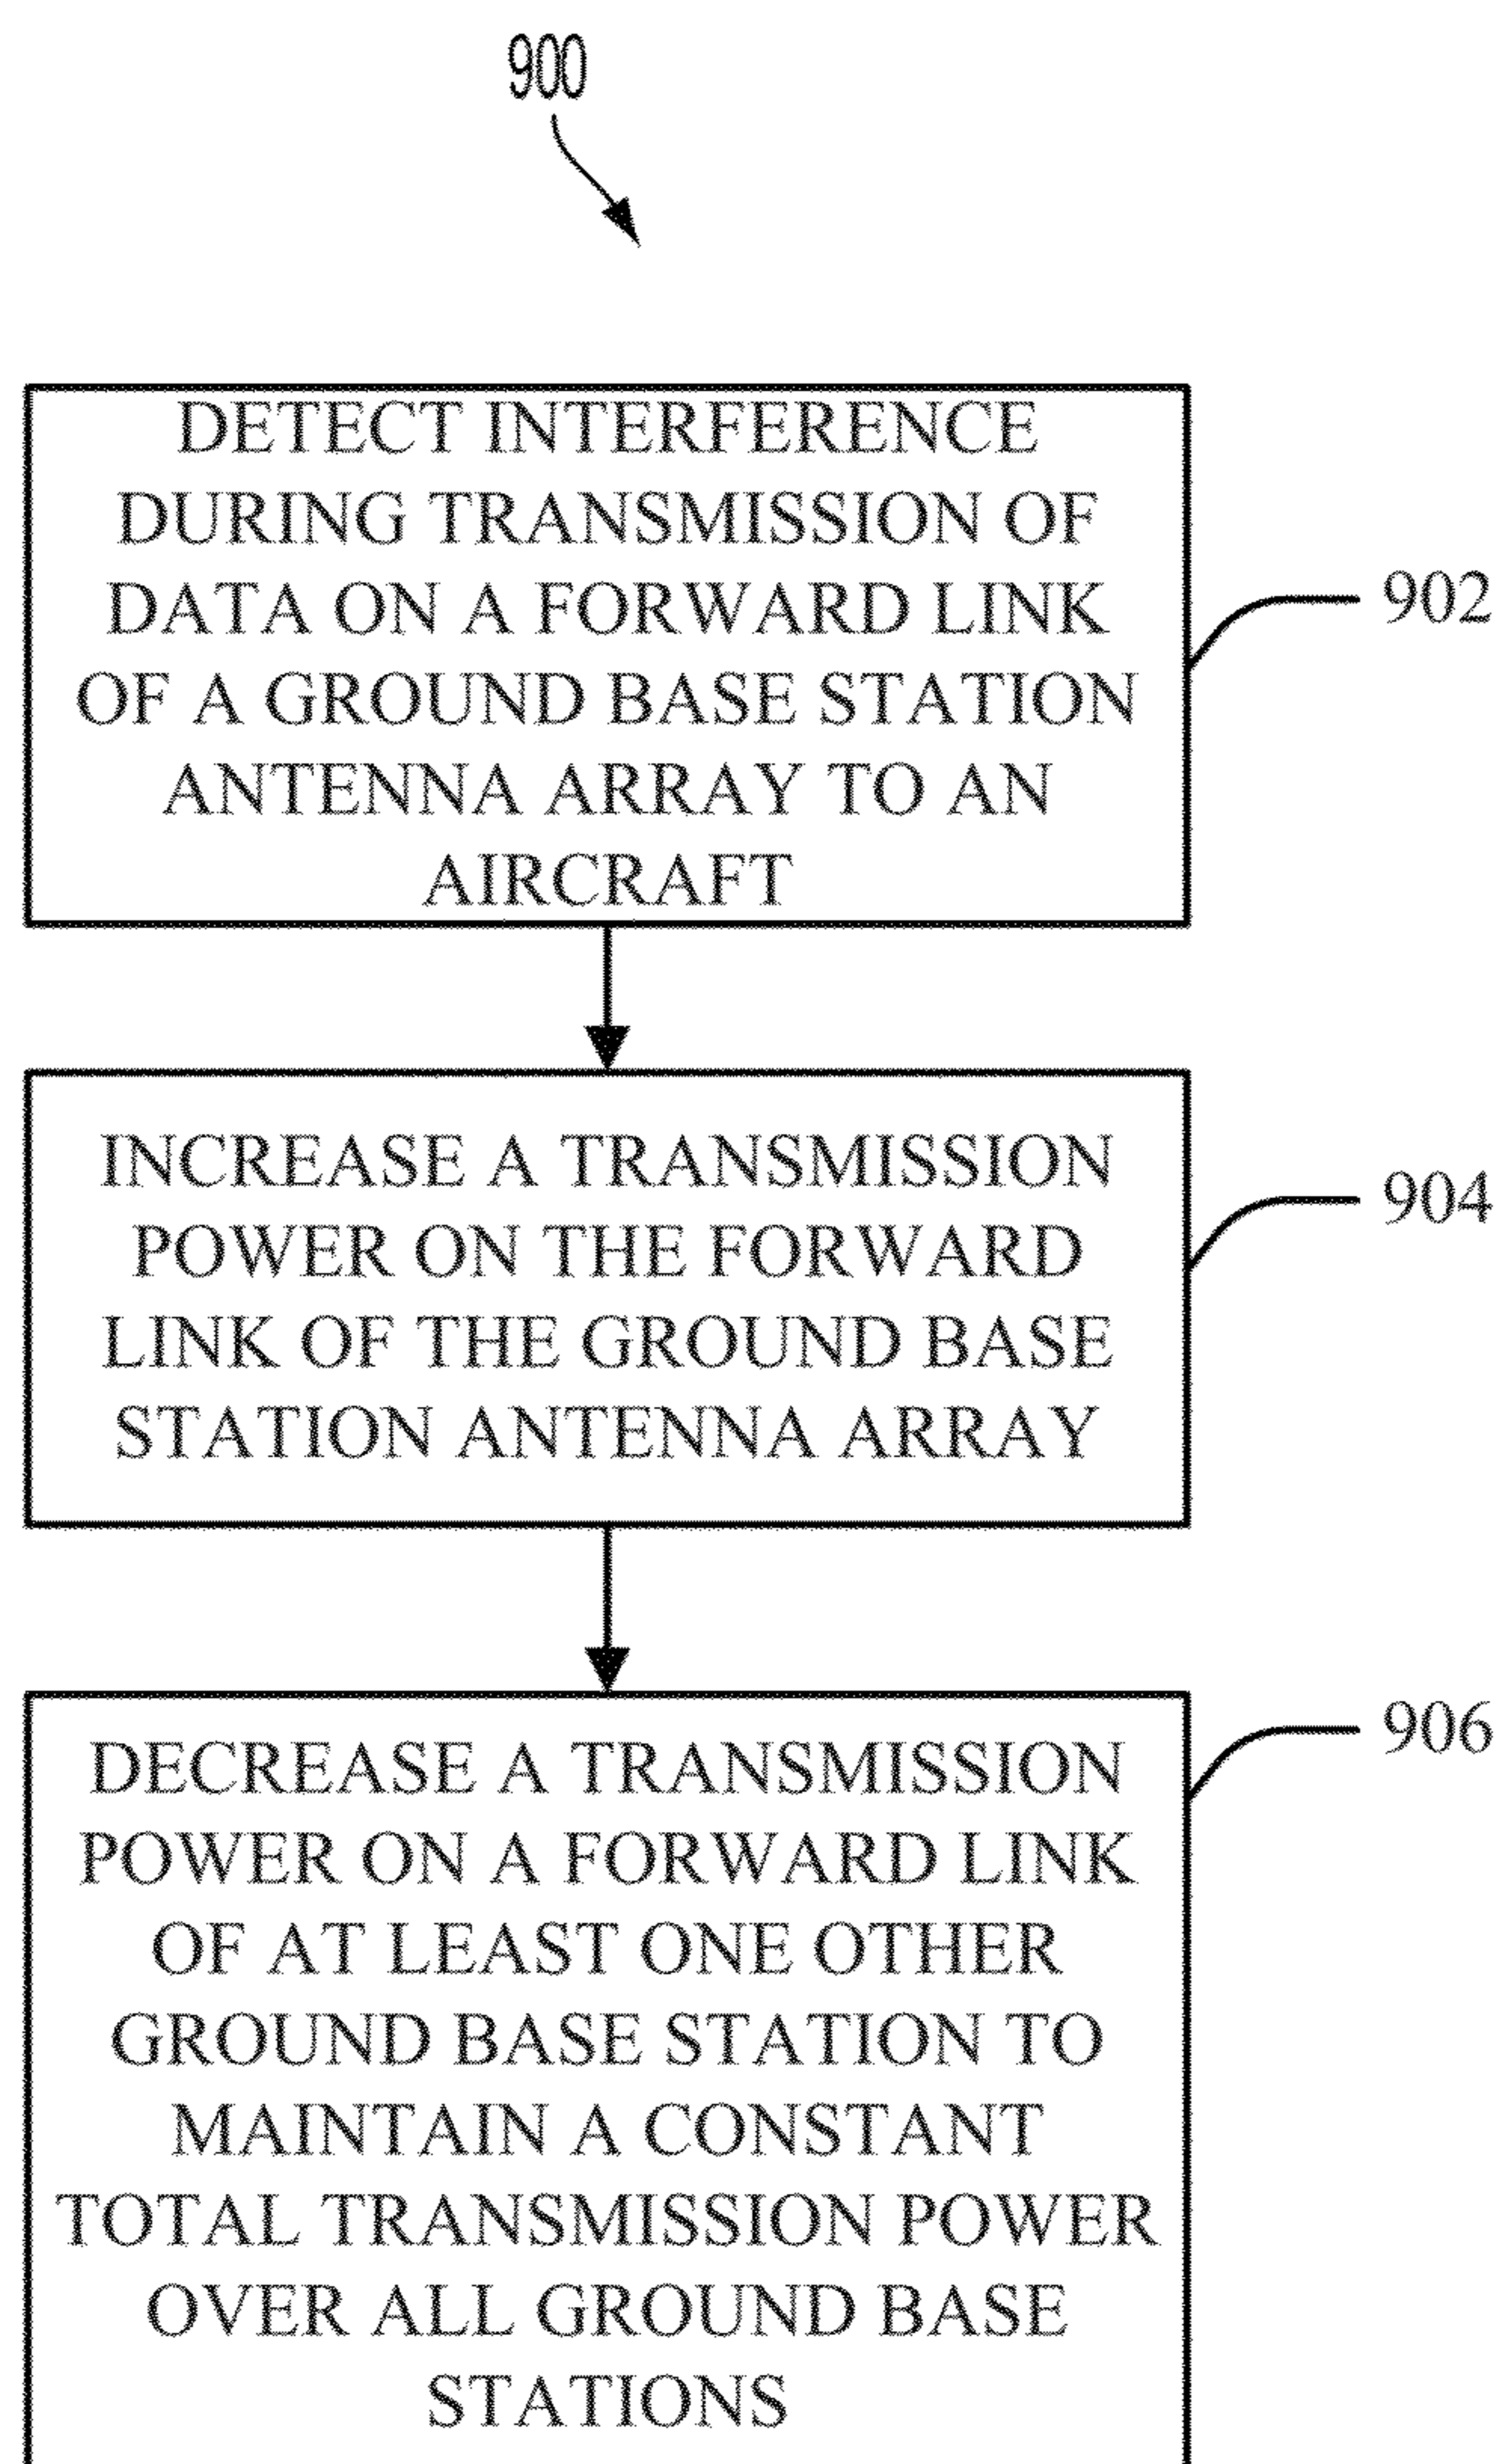 900
DETECT INTERFERENCE
DURING TRANSMISSION OF
DATA ON A FORWARD LINK
OF A GROUND BASE STATION
ANTENNA ARRAY TO AN
AIRCRAFT
902
INCREASE A TRANSMISSION
POWER ON THE FORWARD
LINK OF THE GROUND BASE
STATION ANTENNA ARRAY
904
DECREASE A TRANSMISSION
POWER ON A FORWARD LINK
OF AT LEAST ONE OTHER
GROUND BASE STATION TO
MAINTAIN A CONSTANT
TOTAL TRANSMISSION POWER
OVER ALL GROUND BASE
STATIONS
906